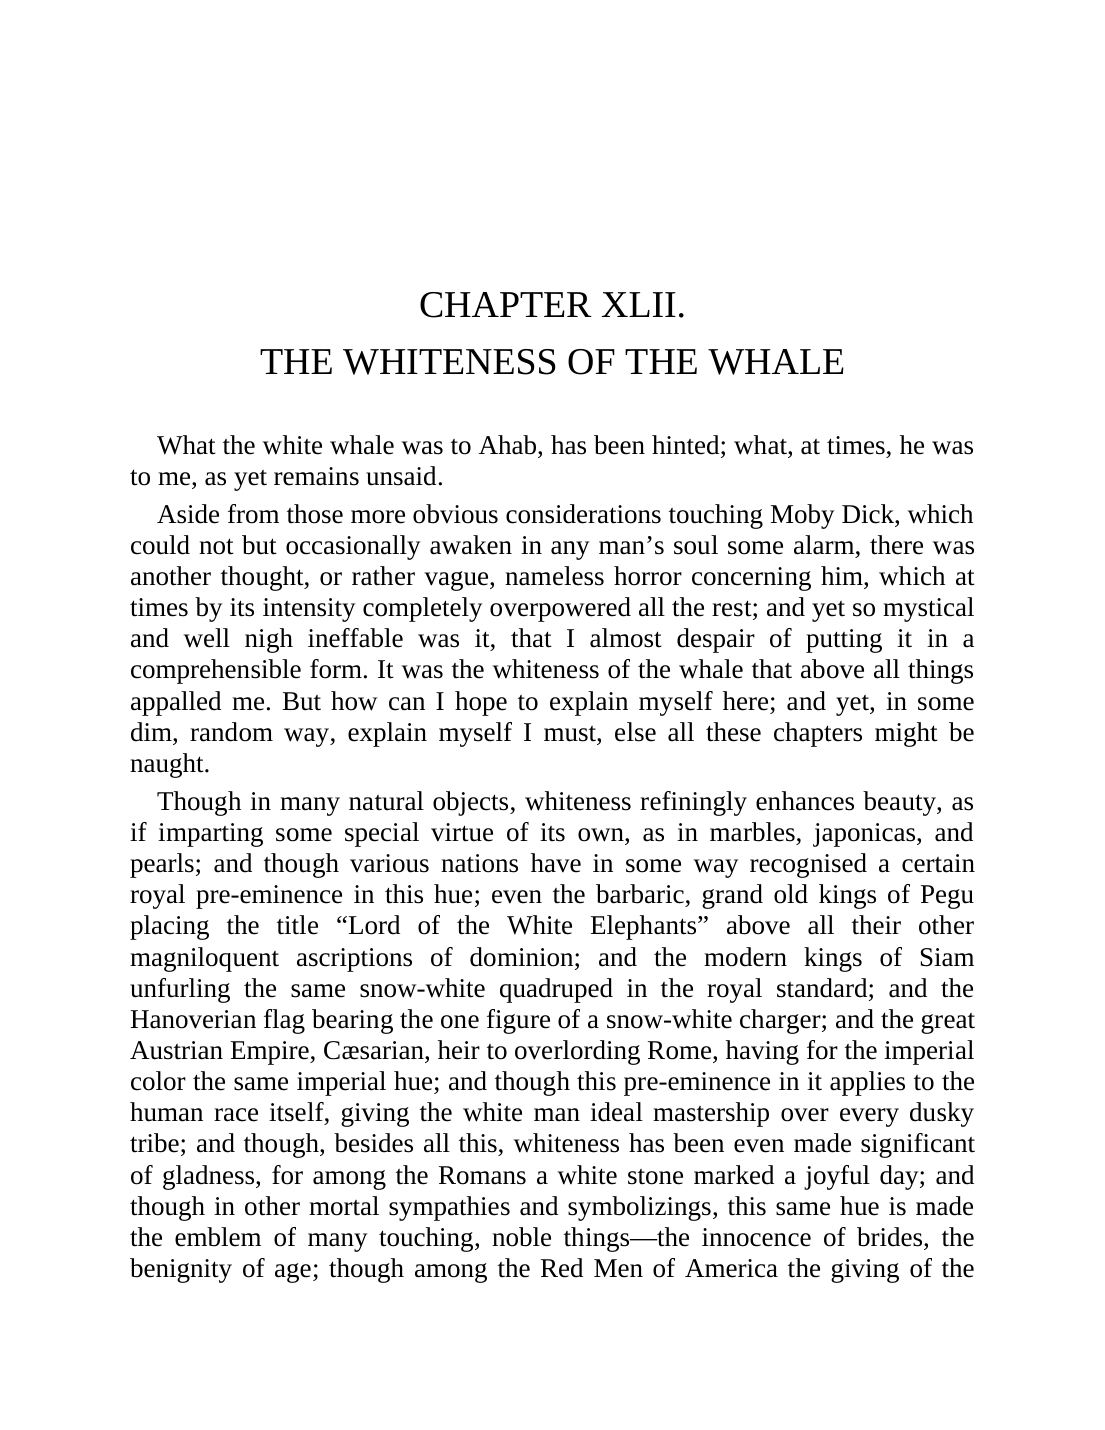 CHAPTER XLII.
THE WHITENESS OF THE WHALE
What the white whale was to Ahab, has been hinted; what, at times, he was
to me, as yet remains unsaid.
Aside from those more obvious considerations touching Moby Dick, which
could not but occasionally awaken in any man’s soul some alarm, there was
another thought, or rather vague, nameless horror concerning him, which at
times by its intensity completely overpowered all the rest; and yet so mystical
and well nigh ineffable was it, that I almost despair of putting it in a
comprehensible form. It was the whiteness of the whale that above all things
appalled me. But how can I hope to explain myself here; and yet, in some
dim, random way, explain myself I must, else all these chapters might be
naught.
Though in many natural objects, whiteness refiningly enhances beauty, as
if imparting some special virtue of its own, as in marbles, japonicas, and
pearls; and though various nations have in some way recognised a certain
royal pre-eminence in this hue; even the barbaric, grand old kings of Pegu
placing the title “Lord of the White Elephants” above all their other
magniloquent ascriptions of dominion; and the modern kings of Siam
unfurling the same snow-white quadruped in the royal standard; and the
Hanoverian flag bearing the one figure of a snow-white charger; and the great
Austrian Empire, Cæsarian, heir to overlording Rome, having for the imperial
color the same imperial hue; and though this pre-eminence in it applies to the
human race itself, giving the white man ideal mastership over every dusky
tribe; and though, besides all this, whiteness has been even made significant
of gladness, for among the Romans a white stone marked a joyful day; and
though in other mortal sympathies and symbolizings, this same hue is made
the emblem of many touching, noble things—the innocence of brides, the
benignity of age; though among the Red Men of America the giving of the